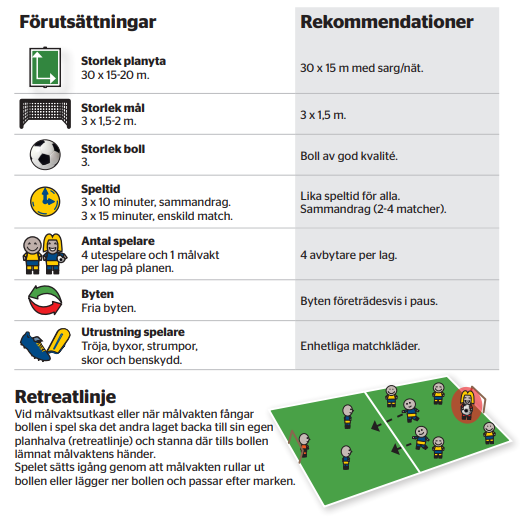 Förutsättningar
Rekommendationer
Storlek planyta
30 x 15-20 m.
30 x 15 m med sarg/nät.
Storlek mål
3 x 1,5-2 m.
3 x 1,5 m.
Storlek boll
3.
Boll av god kvalité.
Speltid
3 x 10 minuter, sammandrag.
3 x 15 minuter, enskild match.
Lika speltid för alla.
Sammandrag (2-4 matcher).
Antal spelare
4 utespelare och 1 målvakt
per lag på planen.
4 avbytare per lag.
Byten
Fria byten.
Byten företrädesvis i paus.
Utrustning spelare
Tröja, byxor, strumpor,
skor och benskydd.
Enhetliga matchkläder.
Retreatlinje
Vid målvaktsutkast eller när målvakten fångar
bollen i spel ska det andra laget backa till sin egen
planhalva (retreatlinje) och stanna där tills bollen
lämnat målvaktens händer.
Spelet sätts igång genom att målvakten rullar ut
bollen eller lägger ner bollen och passar efter marken.